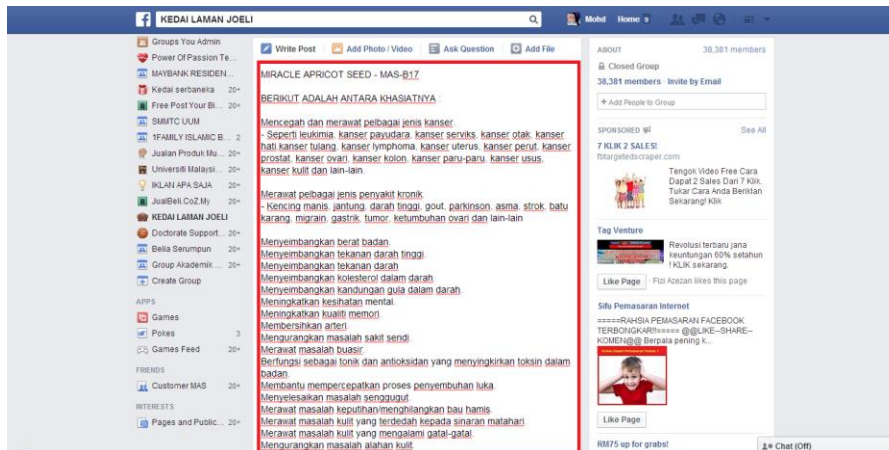 KEDAI LAMAN JOELI
Mohd Home 9
Groups You Admin
Power Of Passion Te...
MAYBANK RESIDEN...
Kedai serbaneka 20+
Free Post Your Bi... 20+
SMMTC UUM
1FAMILY ISLAMIC B... 2
Jualan Produk Mu... 20+
Universiti Malaysi... 20+
IKLAN APA SAJA 20+
JualBeli.CoZ.My 20+
KEDAI LAMAN JOELI
Doctorate Support... 20+
Belia Serumpun 20+
Group Akademik ... 20+
Create Group
APPS
Games
Pokes 3
Games Feed 20+
FRIENDS
Customer MAS 20+
INTERESTS
Pages and Public... 20+
Write Post Add Photo / Video Ask Question Add File
MIRACLE APRICOT SEED - MAS-B17
BERIKUT ADALAH ANTARA KHASIATNYA :
Mencegah dan merawat pelbagai jenis kanser.
- Seperti leukimia, kanser payudara, kanser serviks, kanser otak, kanser
hati,kanser tulang, kanser lymphoma, kanser uterus, kanser perut, kanser
prostat, kanser ovari, kanser kolon, kanser paru-paru, kanser usus,
kanser kulit dan lain-lain.
Merawat pelbagai jenis penyakit kronik.
- Kencing manis, jantung, darah tinggi, gout, parkinson, asma, strok, batu
karang, migrain, gastrik, tumor, ketumbuhan ovari dan lain-lain
Menyeimbangkan berat badan.
Menyeimbangkan tekanan darah tinggi.
Menyeimbangkan tekanan darah
Menyeimbangkan kolesterol dalam darah.
Menyeimbangkan kandungan gula dalam darah.
Meningkatkan kesihatan mental.
Meningkatkan kualiti memori.
Membersihkan arteri.
Mengurangkan masalah sakit sendi.
Merawat masalah buasir.
Berfungsi sebagai tonik dan antioksidan yang menyingkirkan toksin dalam
badan.
Membantu mempercepatkan proses penyembuhan luka.
Menyelesaikan masalah senggugut.
Merawat masalah keputihan/menghilangkan bau hamis.
Merawat masalah kulit yang terdedah kepada sinaran matahari.
Merawat masalah kulit yang mengalami gatal-gatal.
Mengurangkan masalah alahan kulit.
ABOUT 38,381 members
Closed Group
38,381 members · Invite by Email
+ Add People to Group
SPONSORED See All
7 KLIK 2 SALES!
fbtargetedscraper.com
Tengok Video Free Cara
Dapat 2 Sales Dari 7 Klik.
Tukar Cara Anda Beriklan
Sekarang! Klik
Tag Venture
Revolusi terbaru jana
keuntungan 60% setahun
! KLIK sekarang.
Like Page · Fizi Azezan likes this page
Sifu Pemasaran Internet
=====RAHSIA PEMASARAN FACEBOOK
TERBONGKAR!!===== @@LIKE--SHARE--
KOMEN@@ Berpala pening k...
Like Page
RM75 up for grabs!
Chat (Off)